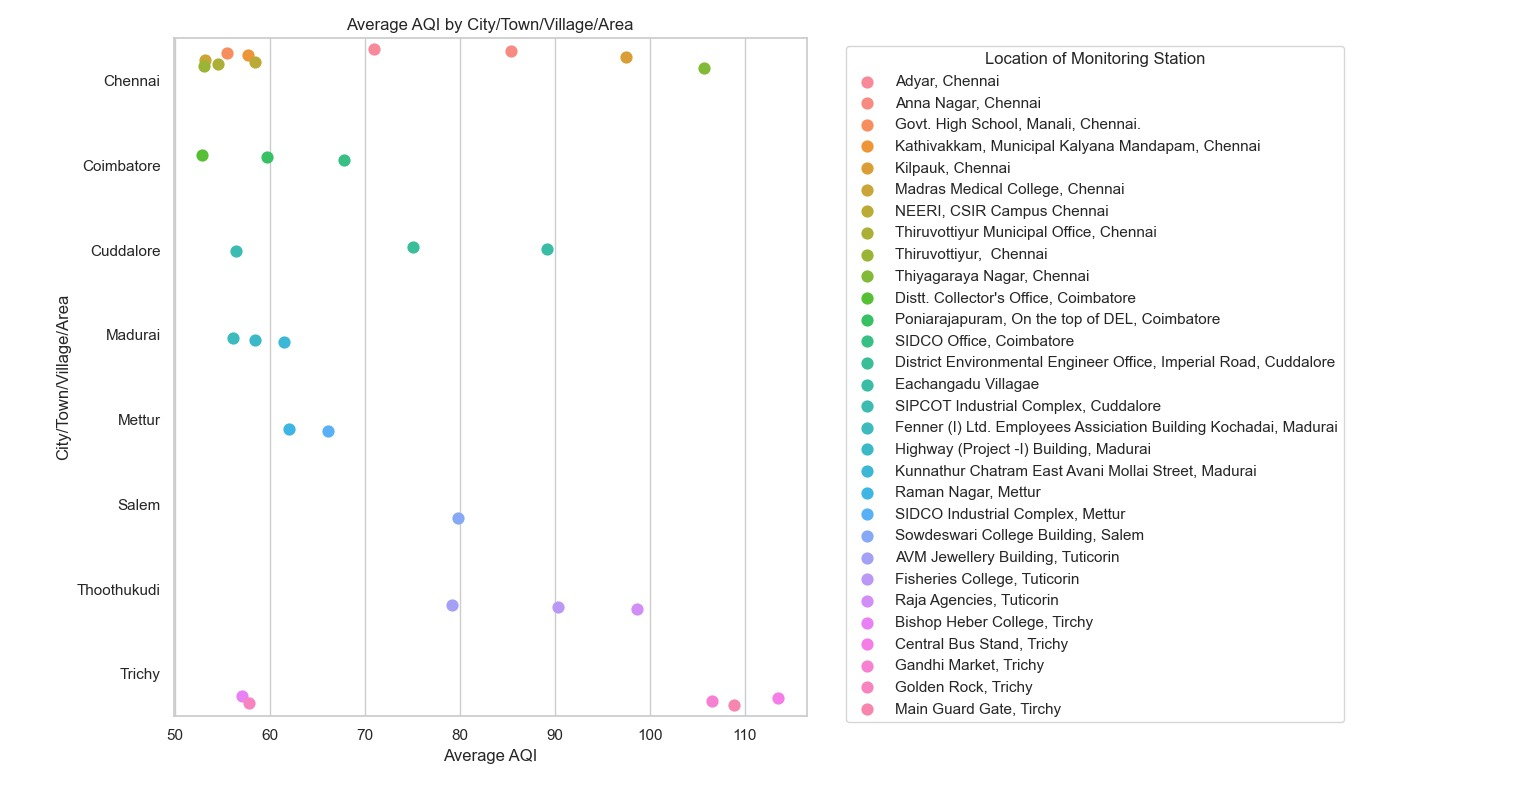 Average AQI by City/Town/Village/Area
City/Town/Village/Area
Chennai
Coimbatore
Cuddalore
Madurai
Mettur
Salem
Thoothukudi
Trichy
50 60 70 80 90 100 110
Average AQI
Location of Monitoring Station
Adyar, Chennai
Anna Nagar, Chennai
Govt. High School, Manali, Chennai.
Kathivakkam, Municipal Kalyana Mandapam, Chennai
Kilpauk, Chennai
Madras Medical College, Chennai
NEERI, CSIR Campus Chennai
Thiruvottiyur Municipal Office, Chennai
Thiruvottiyur,  Chennai
Thiyagaraya Nagar, Chennai
Distt. Collector's Office, Coimbatore
Poniarajapuram, On the top of DEL, Coimbatore
SIDCO Office, Coimbatore
District Environmental Engineer Office, Imperial Road, Cuddalore
Eachangadu Villagae
SIPCOT Industrial Complex, Cuddalore
Fenner (I) Ltd. Employees Assiciation Building Kochadai, Madurai
Highway (Project -I) Building, Madurai
Kunnathur Chatram East Avani Mollai Street, Madurai
Raman Nagar, Mettur
SIDCO Industrial Complex, Mettur
Sowdeswari College Building, Salem
AVM Jewellery Building, Tuticorin
Fisheries College, Tuticorin
Raja Agencies, Tuticorin
Bishop Heber College, Tirchy
Central Bus Stand, Trichy
Gandhi Market, Trichy
Golden Rock, Trichy
Main Guard Gate, Tirchy